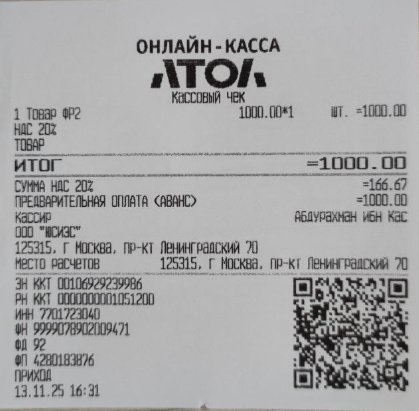 ОНЛАЙН-КАССА
АТОЛ
Кассовый чек
1 Товар ФР2 1000.00*1 шт. =1000.00
НДС 20%
ТОВАР
ИТОГ =1000.00
СУММА НДС 20% =166.67
ПРЕДВАРИТЕЛЬНАЯ ОПЛАТА (АВАНС) =1000.00
Кассир Абдурахман ибн Кас
ООО "ЮСИЭС"
125315, г Москва, пр-кт Ленинградский 70
Место расчетов 125315, г Москва, пр-кт Ленинградский 70
ЗН ККТ 00106929239986
РН ККТ 0000000001051200
ИНН 7701723040
ФН 9999078902009471
ФД 92
ФП 4280183876
ПРИХОД
13.11.25 16:31